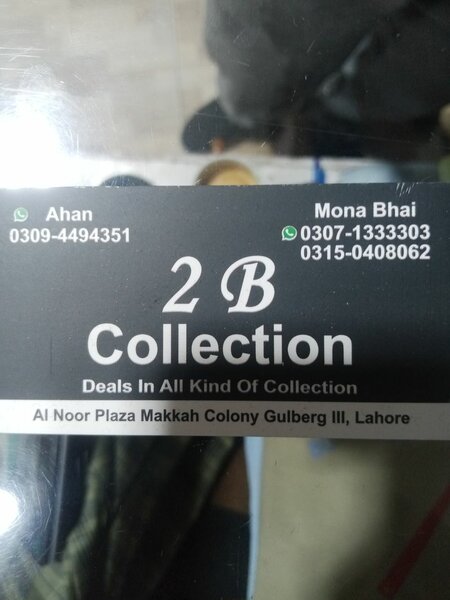 Ahan
0309-4494351
Mona Bhai
0307-1333303
0315-0408062
2 B
Collection
Deals In All Kind Of Collection
Al Noor Plaza Makkah Colony Gulberg III, Lahore